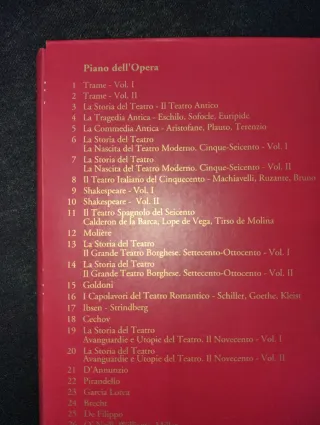 Piano dell'Opera
1 Trame - Vol. I
2 Trame - Vol. II
3 La Storia del Teatro - Il Teatro Antico
4 La Tragedia Antica - Eschilo, Sofocle, Euripide
5 La Commedia Antica - Aristofane, Plauto, Terenzio
6 La Storia del Teatro
La Nascita del Teatro Moderno. Cinque-Seicento - Vol. I
7 La Storia del Teatro
La Nascita del Teatro Moderno. Cinque-Seicento - Vol. II
8 Il Teatro Italiano del Cinquecento - Machiavelli, Ruzante, Bruno
9 Shakespeare - Vol. I
10 Shakespeare - Vol. II
11 Il Teatro Spagnolo del Seicento
Calderon de la Barca, Lope de Vega, Tirso de Molina
12 Molière
13 La Storia del Teatro
Il Grande Teatro Borghese. Settecento-Ottocento - Vol. I
14 La Storia del Teatro
Il Grande Teatro Borghese. Settecento-Ottocento - Vol. II
15 Goldoni
16 I Capolavori del Teatro Romantico - Schiller, Goethe, Kleist
17 Ibsen - Strindberg
18 Cechov
19 La Storia del Teatro
Avanguardie e Utopie del Teatro. Il Novecento - Vol. I
20 La Storia del Teatro
Avanguardie e Utopie del Teatro. Il Novecento - Vol. II
21 D'Annunzio
22 Pirandello
23 Garcia Lorca
24 Brecht
25 De Filippo
26